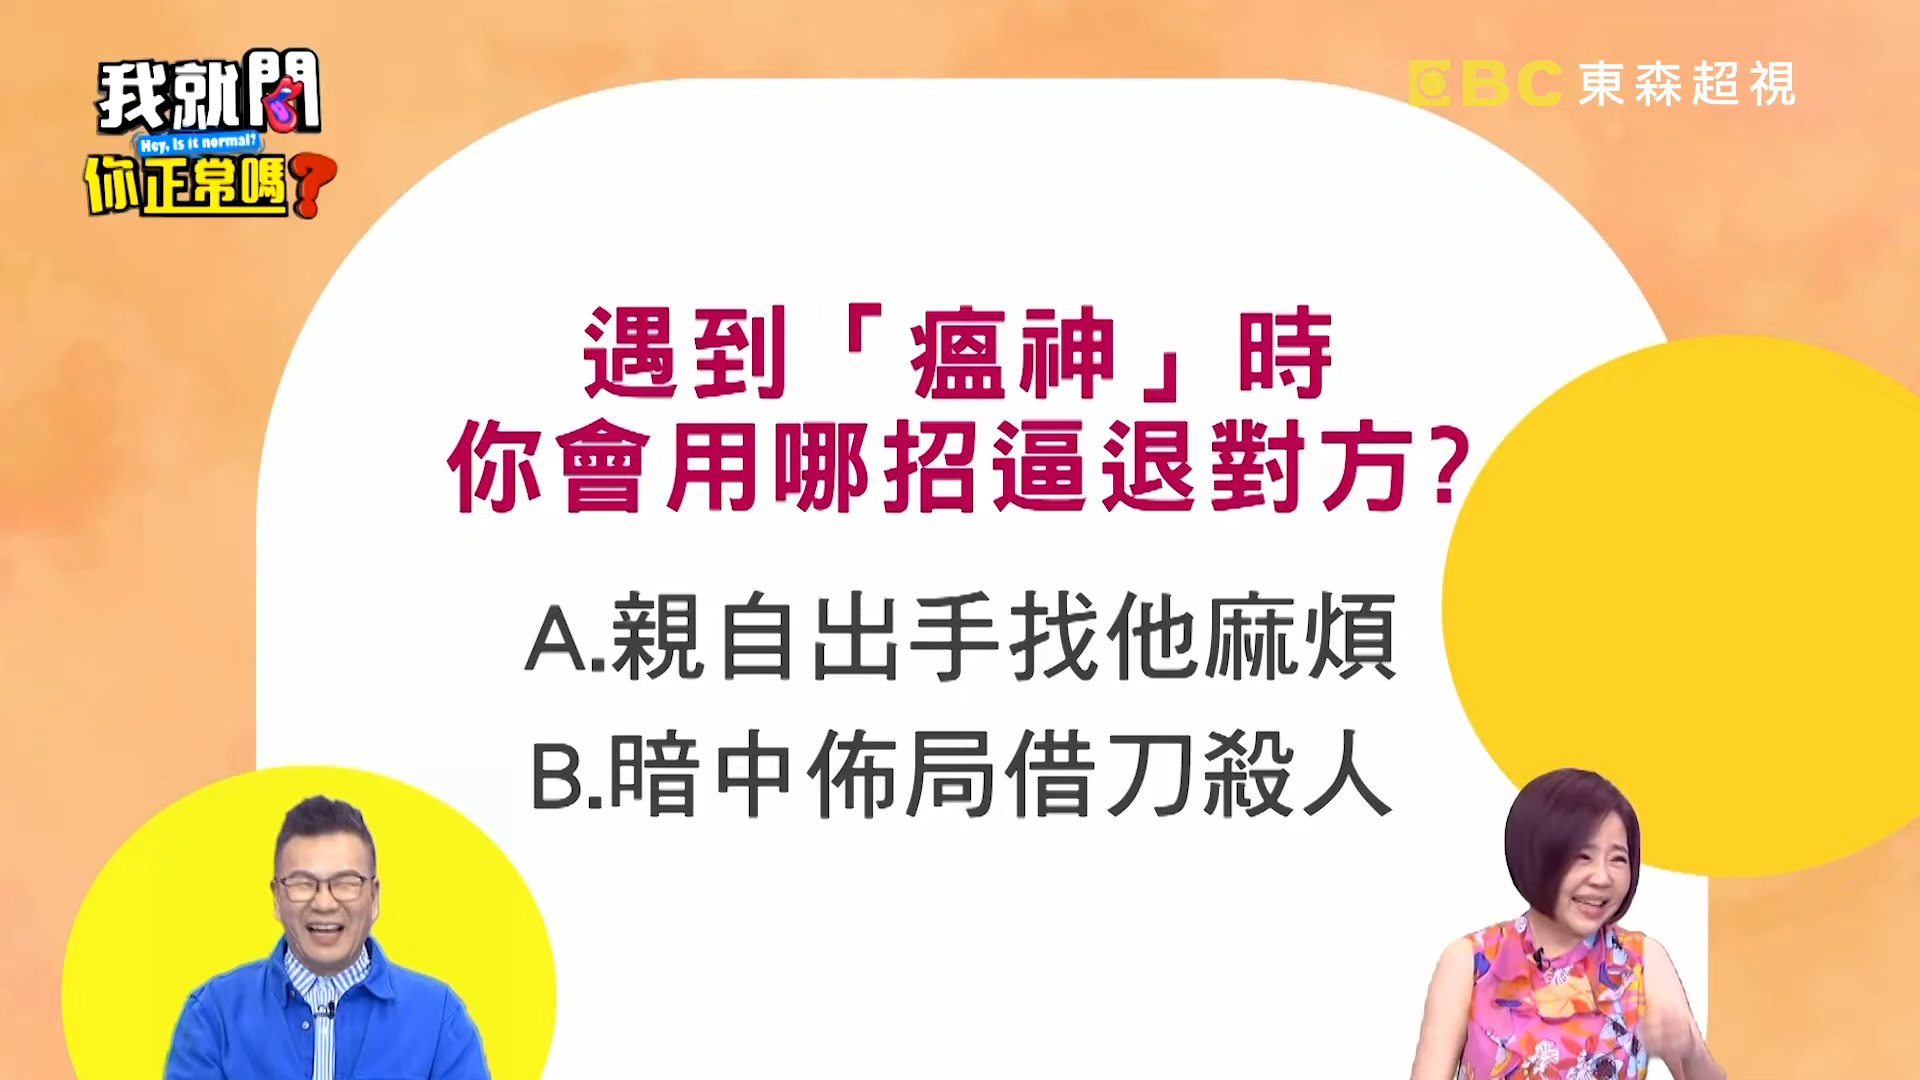 我就問
Hey, is it normal?
你正常嗎?
EBC 東森超視
遇到「瘟神」時
你會用哪招逼退對方?
A.親自出手找他麻煩
B.暗中佈局借刀殺人